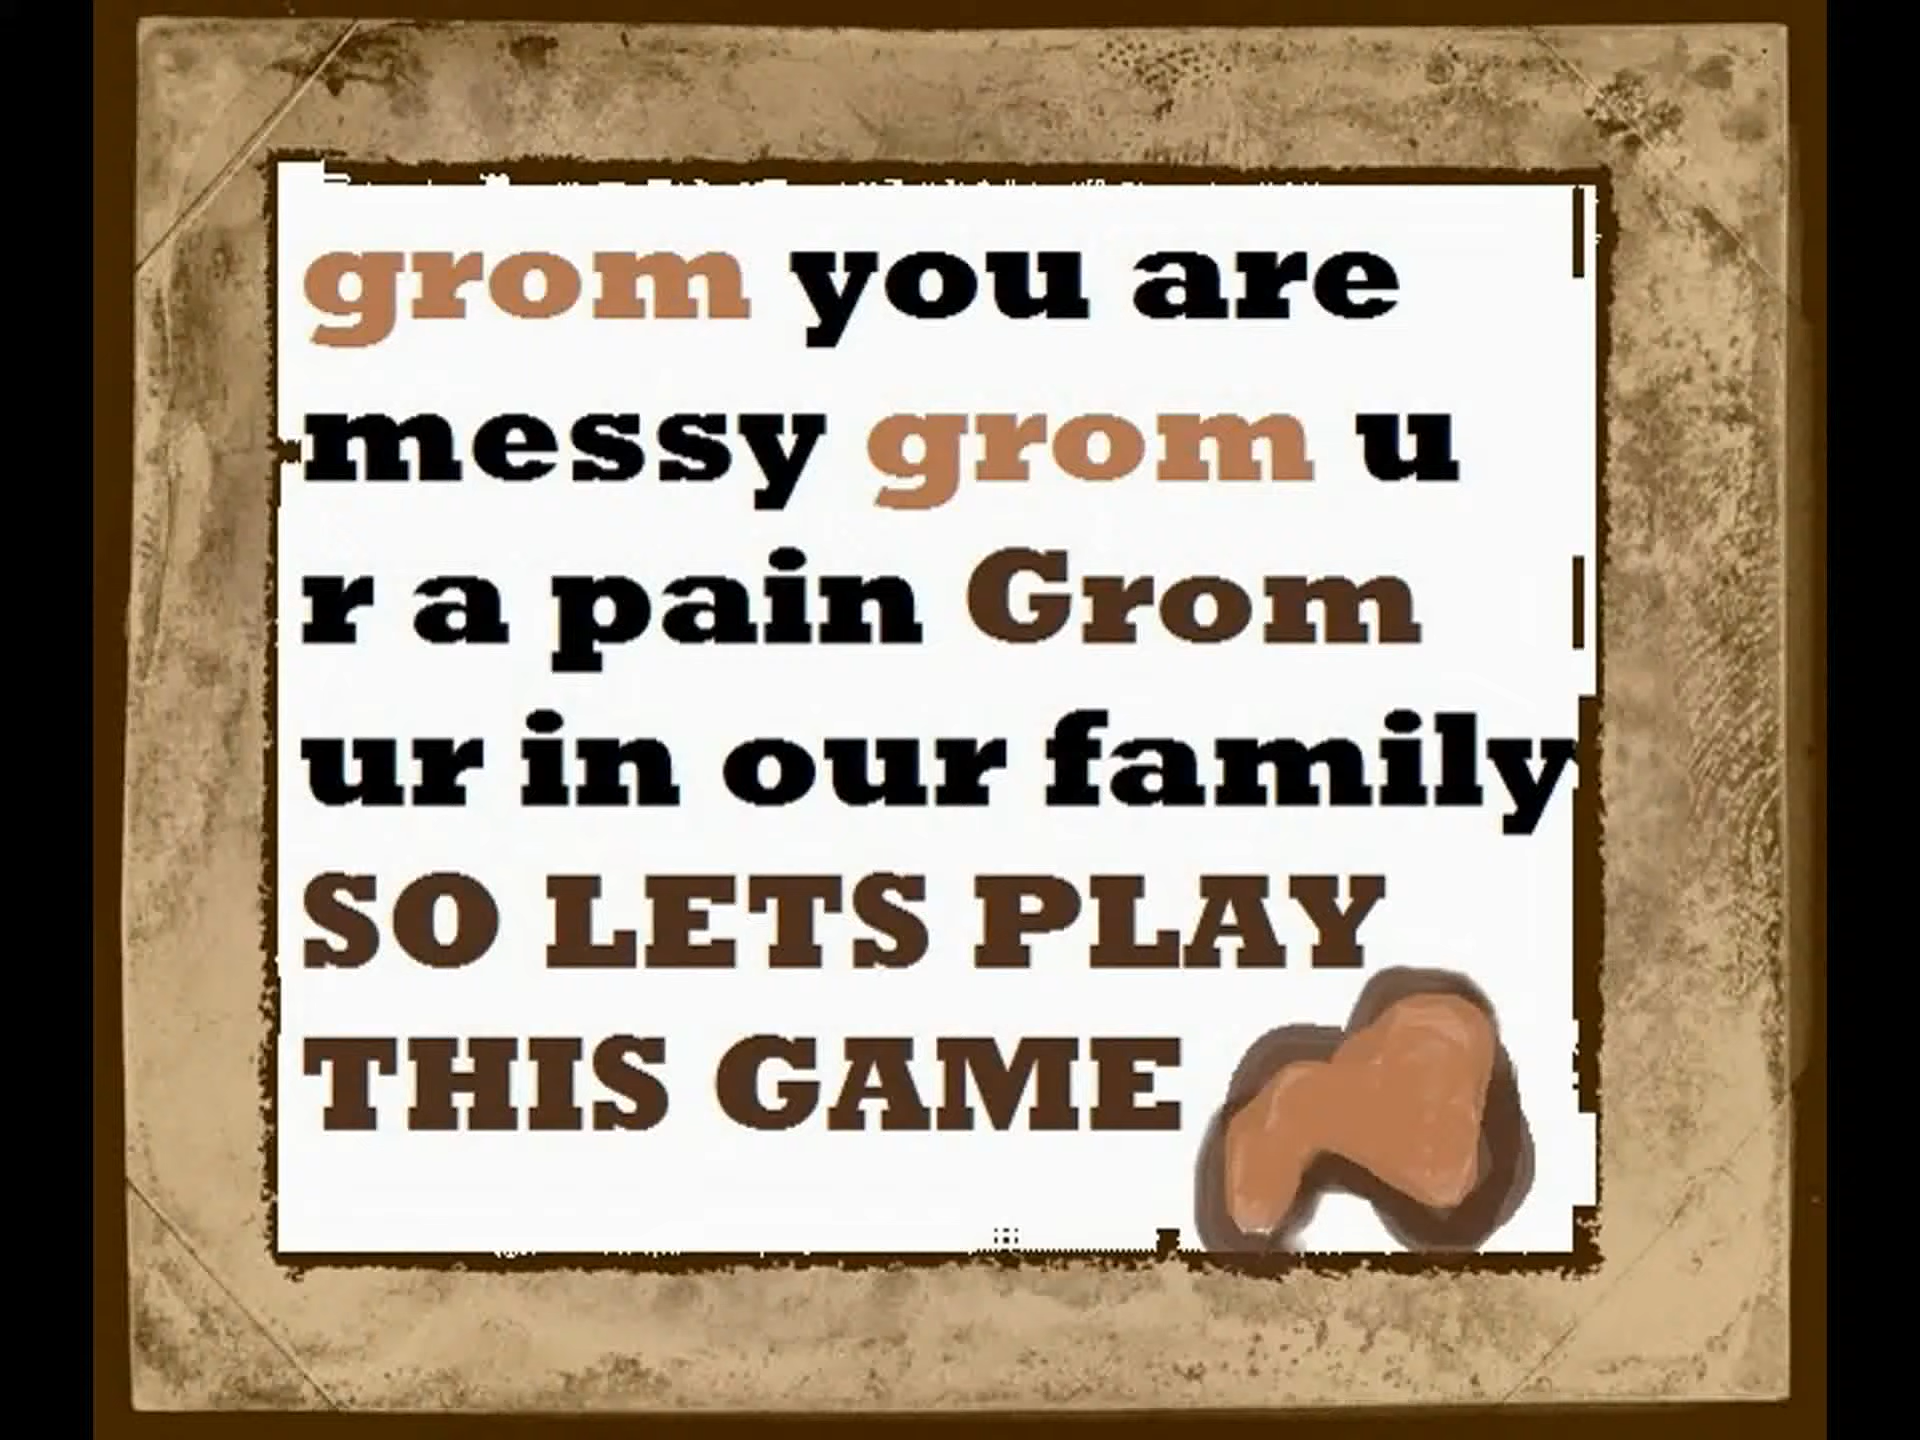 grom you are
messy grom u
r a pain Grom
ur in our family
SO LETS PLAY
THIS GAME